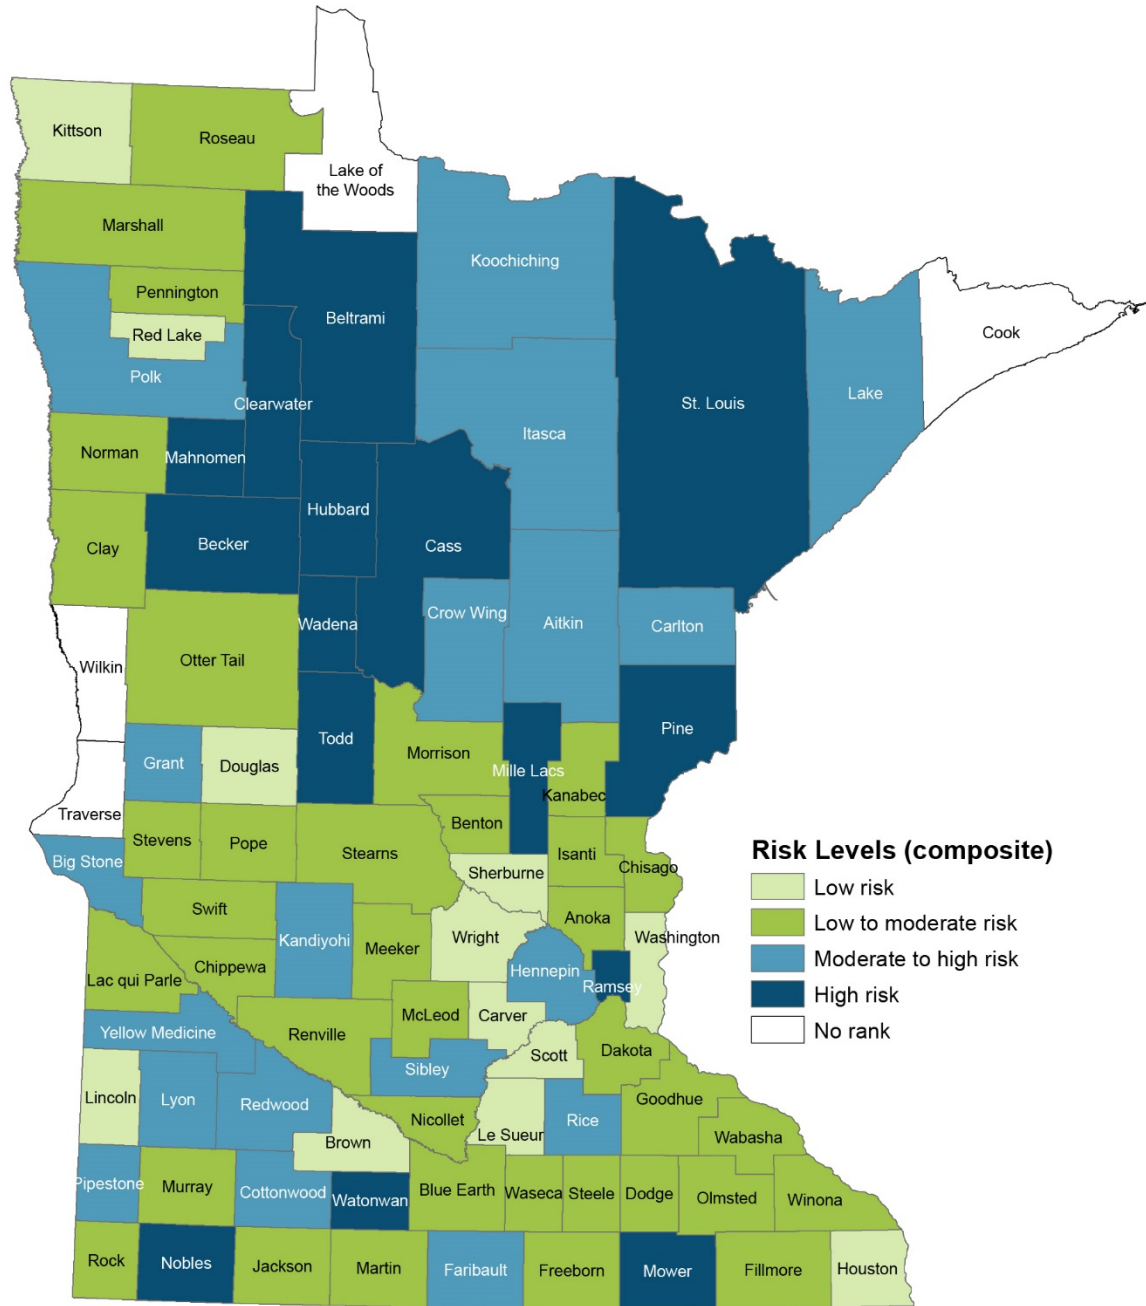 Kittson
Roseau
Lake of
the Woods
Marshall
Koochiching
Pennington
Beltrami
Red Lake
Cook
Polk
Clearwater
St. Louis
Lake
Itasca
Norman
Mahnomen
Hubbard
Becker
Cass
Clay
Crow Wing
Aitkin
Carlton
Wadena
Wilkin
Otter Tail
Pine
Todd
Morrison
Grant
Douglas
Mille Lacs
Kanabec
Traverse
Benton
Stevens
Pope
Stearns
Isanti
Big Stone
Risk Levels (composite)
Sherburne
Chisago
Low risk
Swift
Anoka
Low to moderate risk
Kandiyohi
Wright
Washington
Meeker
Moderate to high risk
Chippewa
Hennepin
Lac qui Parle
Ramsey
High risk
McLeod
Carver
Yellow Medicine
Renville
No rank
Dakota
Scott
Sibley
Lincoln
Lyon
Redwood
Goodhue
Nicollet
Rice
Le Sueur
Brown
Wabasha
Pipestone
Murray
Cottonwood
Watonwan
Blue Earth
Waseca
Steele
Dodge
Olmsted
Winona
Rock
Nobles
Jackson
Martin
Faribault
Freeborn
Mower
Fillmore
Houston